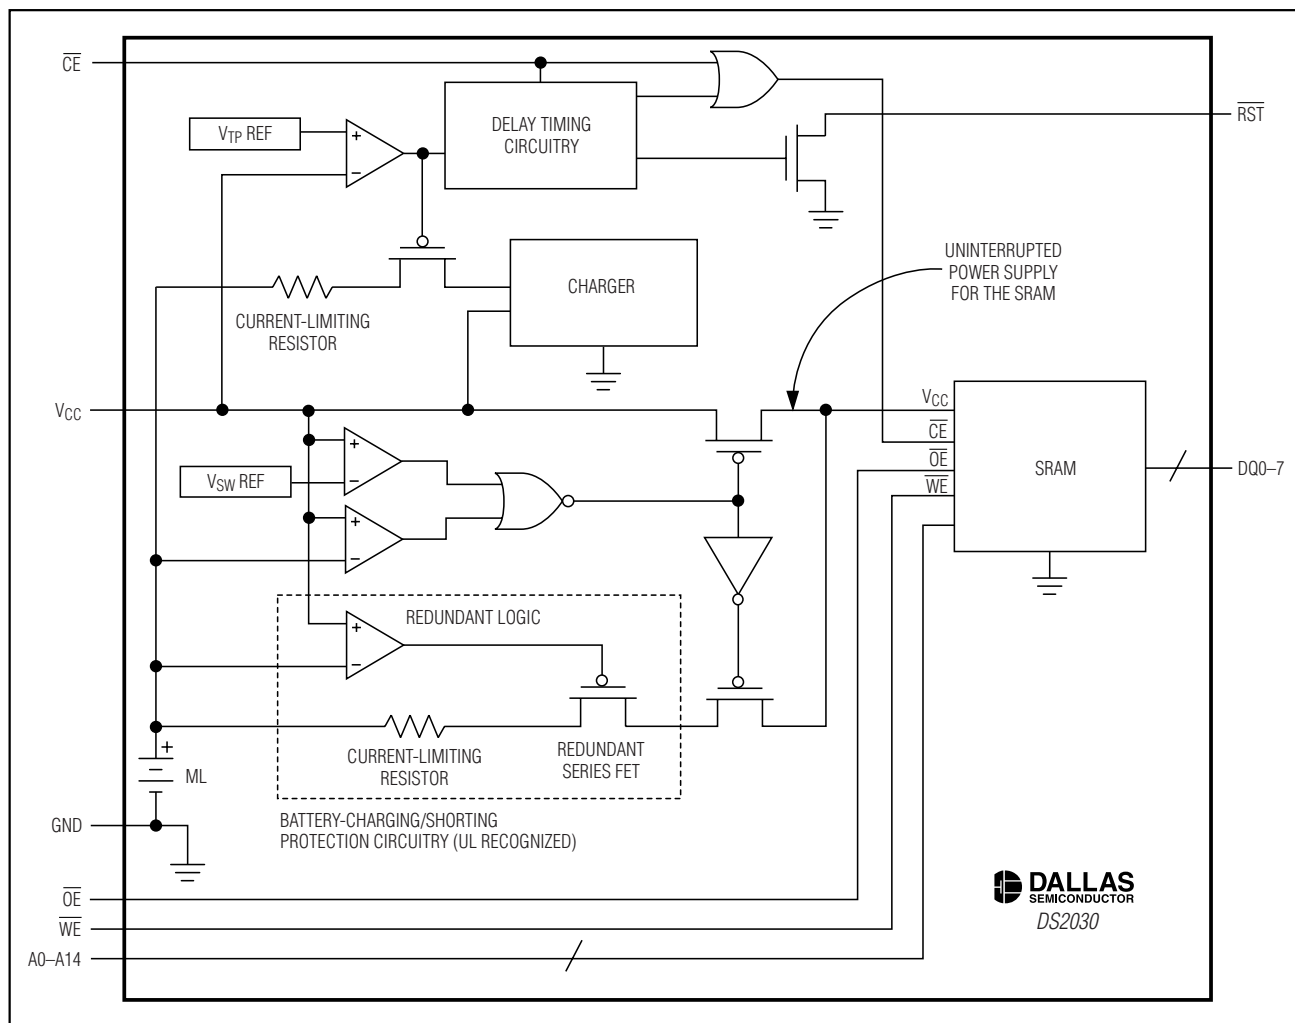 CE
RST
VTP REF
+
−
DELAY TIMING
CIRCUITRY
UNINTERRUPTED
POWER SUPPLY
FOR THE SRAM
CHARGER
CURRENT-LIMITING
RESISTOR
VCC
VCC
CE
OE
WE
SRAM
DQ0–7
+
−
VSW REF
+
−
REDUNDANT LOGIC
+
−
CURRENT-LIMITING
RESISTOR
REDUNDANT
SERIES FET
+
ML
GND
BATTERY-CHARGING/SHORTING
PROTECTION CIRCUITRY (UL RECOGNIZED)
OE
WE
A0–A14
DALLAS
SEMICONDUCTOR
DS2030